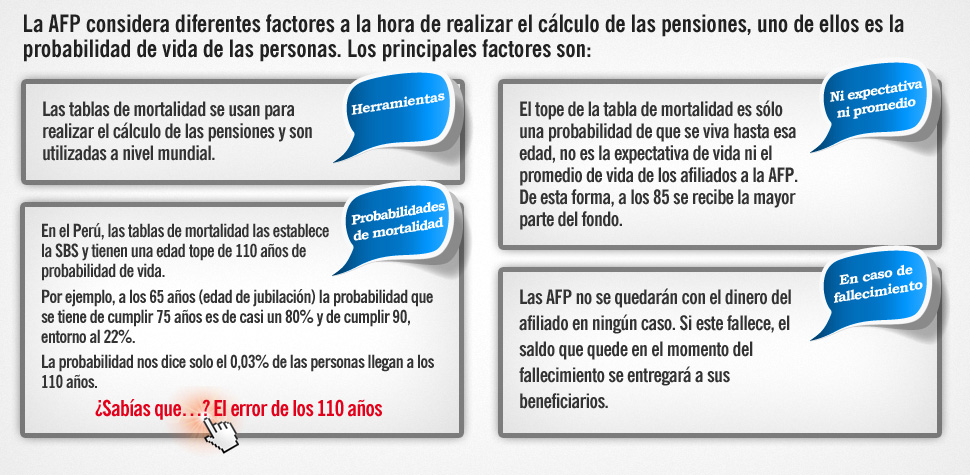 La AFP considera diferentes factores a la hora de realizar el cálculo de las pensiones, uno de ellos es la
probabilidad de vida de las personas. Los principales factores son:
Herramientas
Las tablas de mortalidad se usan para
realizar el cálculo de las pensiones y son
utilizadas a nivel mundial.
Probabilidades
de mortalidad
En el Perú, las tablas de mortalidad las establece
la SBS y tienen una edad tope de 110 años de
probabilidad de vida.
Por ejemplo, a los 65 años (edad de jubilación) la probabilidad que
se tiene de cumplir 75 años es de casi un 80% y de cumplir 90,
entorno al 22%.
La probabilidad nos dice solo el 0,03% de las personas llegan a los
110 años.
¿Sabías que...? El error de los 110 años
Ni expectativa
ni promedio
El tope de la tabla de mortalidad es sólo
una probabilidad de que se viva hasta esa
edad, no es la expectativa de vida ni el
promedio de vida de los afiliados a la AFP.
De esta forma, a los 85 se recibe la mayor
parte del fondo.
En caso de
fallecimiento
Las AFP no se quedarán con el dinero del
afiliado en ningún caso. Si este fallece, el
saldo que quede en el momento del
fallecimiento se entregará a sus
beneficiarios.